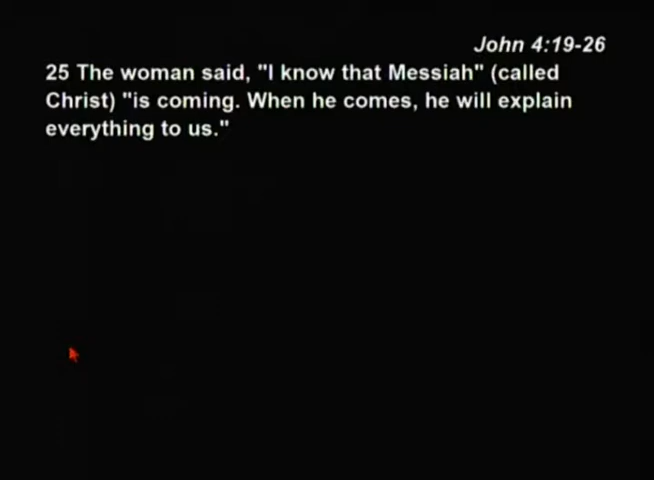 John 4:19-26
25 The woman said, "I know that Messiah" (called
Christ) "is coming. When he comes, he will explain
everything to us."